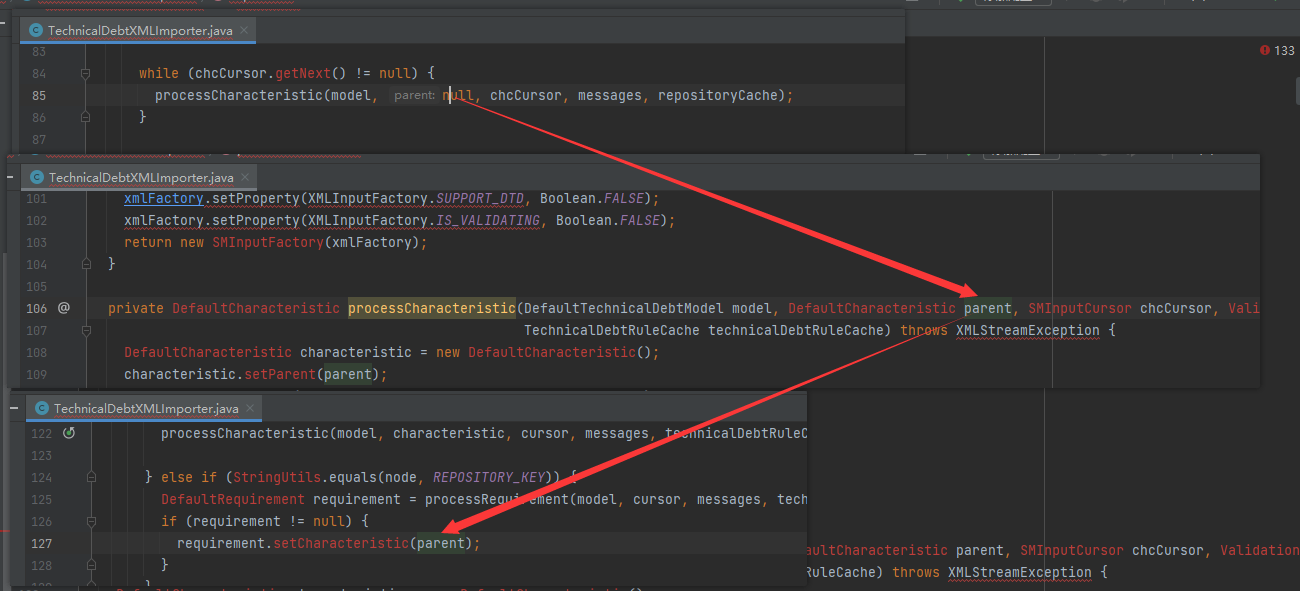 TechnicalDebtXMLImporter.java
133
83
84 while (chcCursor.getNext() != null) {
85 processCharacteristic(model, parent: null, chcCursor, messages, repositoryCache);
86 }
87
TechnicalDebtXMLImporter.java
101 xmlFactory.setProperty(XMLInputFactory.SUPPORT_DTD, Boolean.FALSE);
102 xmlFactory.setProperty(XMLInputFactory.IS_VALIDATING, Boolean.FALSE);
103 return new SMInputFactory(xmlFactory);
104 }
105
106 @ private DefaultCharacteristic processCharacteristic(DefaultTechnicalDebtModel model, DefaultCharacteristic parent, SMInputCursor chcCursor, Vali
107 TechnicalDebtRuleCache technicalDebtRuleCache) throws XMLStreamException {
108 DefaultCharacteristic characteristic = new DefaultCharacteristic();
109 characteristic.setParent(parent);
TechnicalDebtXMLImporter.java
122 processCharacteristic(model, characteristic, cursor, messages, technicalDebtRuleC
123
124 } else if (StringUtils.equals(node, REPOSITORY_KEY)) {
125 DefaultRequirement requirement = processRequirement(model, cursor, messages, tech
126 if (requirement != null) {
127 requirement.setCharacteristic(parent);
128 }
aultCharacteristic parent, SMInputCursor chcCursor, Validation
RuleCache) throws XMLStreamException {